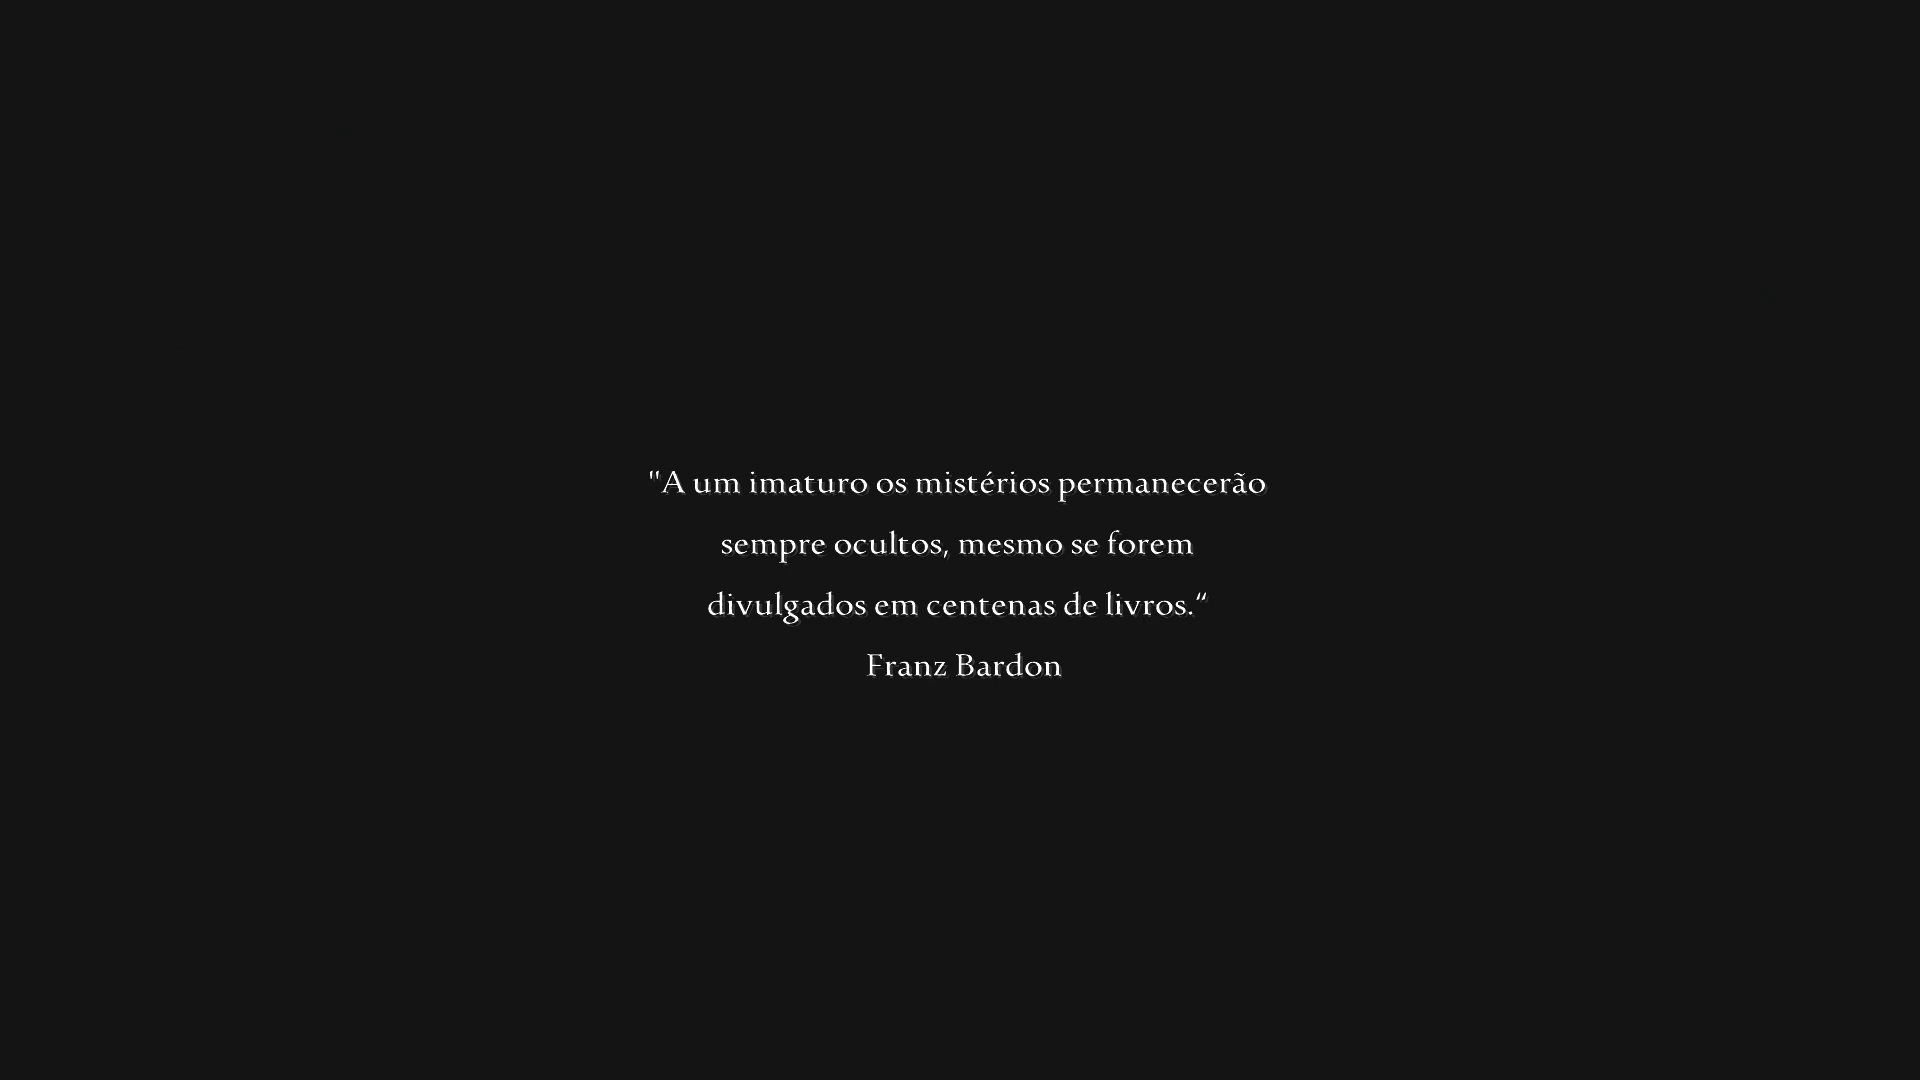 "A um imaturo os mistérios permanecerão
sempre ocultos, mesmo se forem
divulgados em centenas de livros.“
Franz Bardon